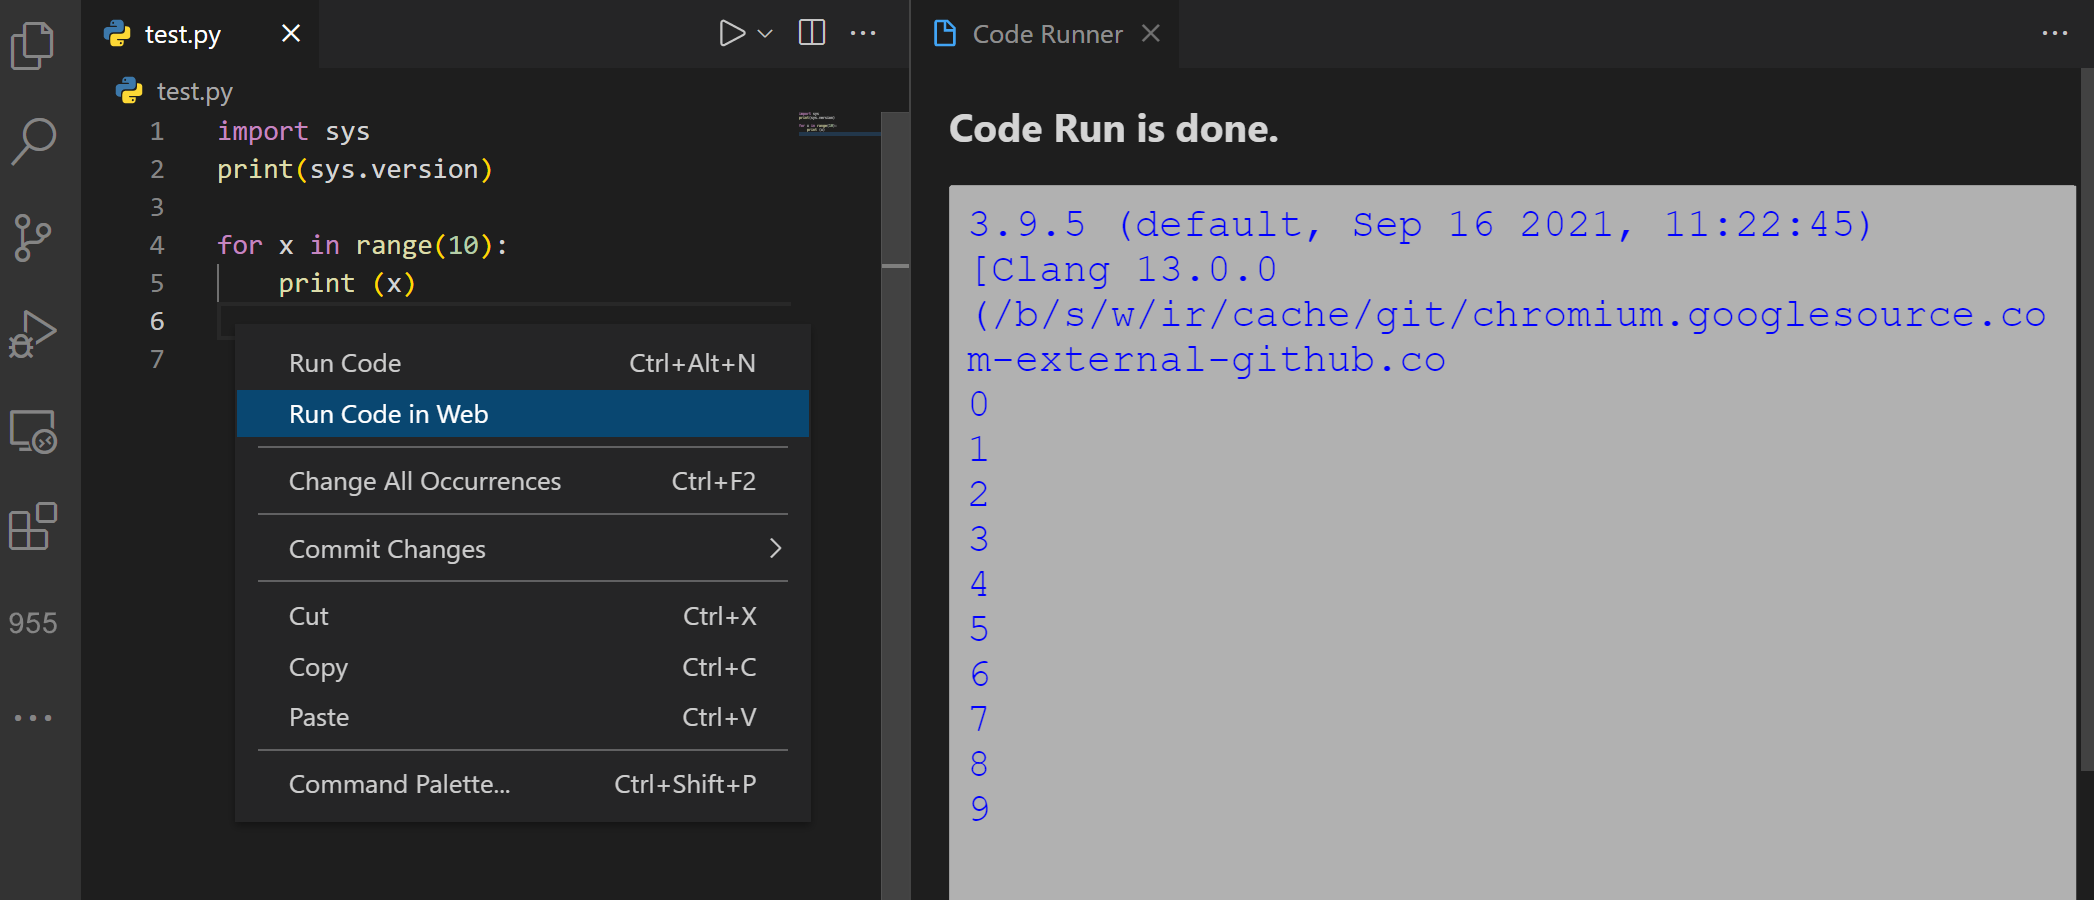 test.py
Code Runner
test.py
1 import sys
2 print(sys.version)
3
4 for x in range(10):
5     print (x)
6
7
Run Code Ctrl+Alt+N
Run Code in Web
Change All Occurrences Ctrl+F2
Commit Changes
Cut Ctrl+X
Copy Ctrl+C
Paste Ctrl+V
Command Palette... Ctrl+Shift+P
955
Code Run is done.
3.9.5 (default, Sep 16 2021, 11:22:45)
[Clang 13.0.0
(/b/s/w/ir/cache/git/chromium.googlesource.co
m-external-github.co
0
1
2
3
4
5
6
7
8
9